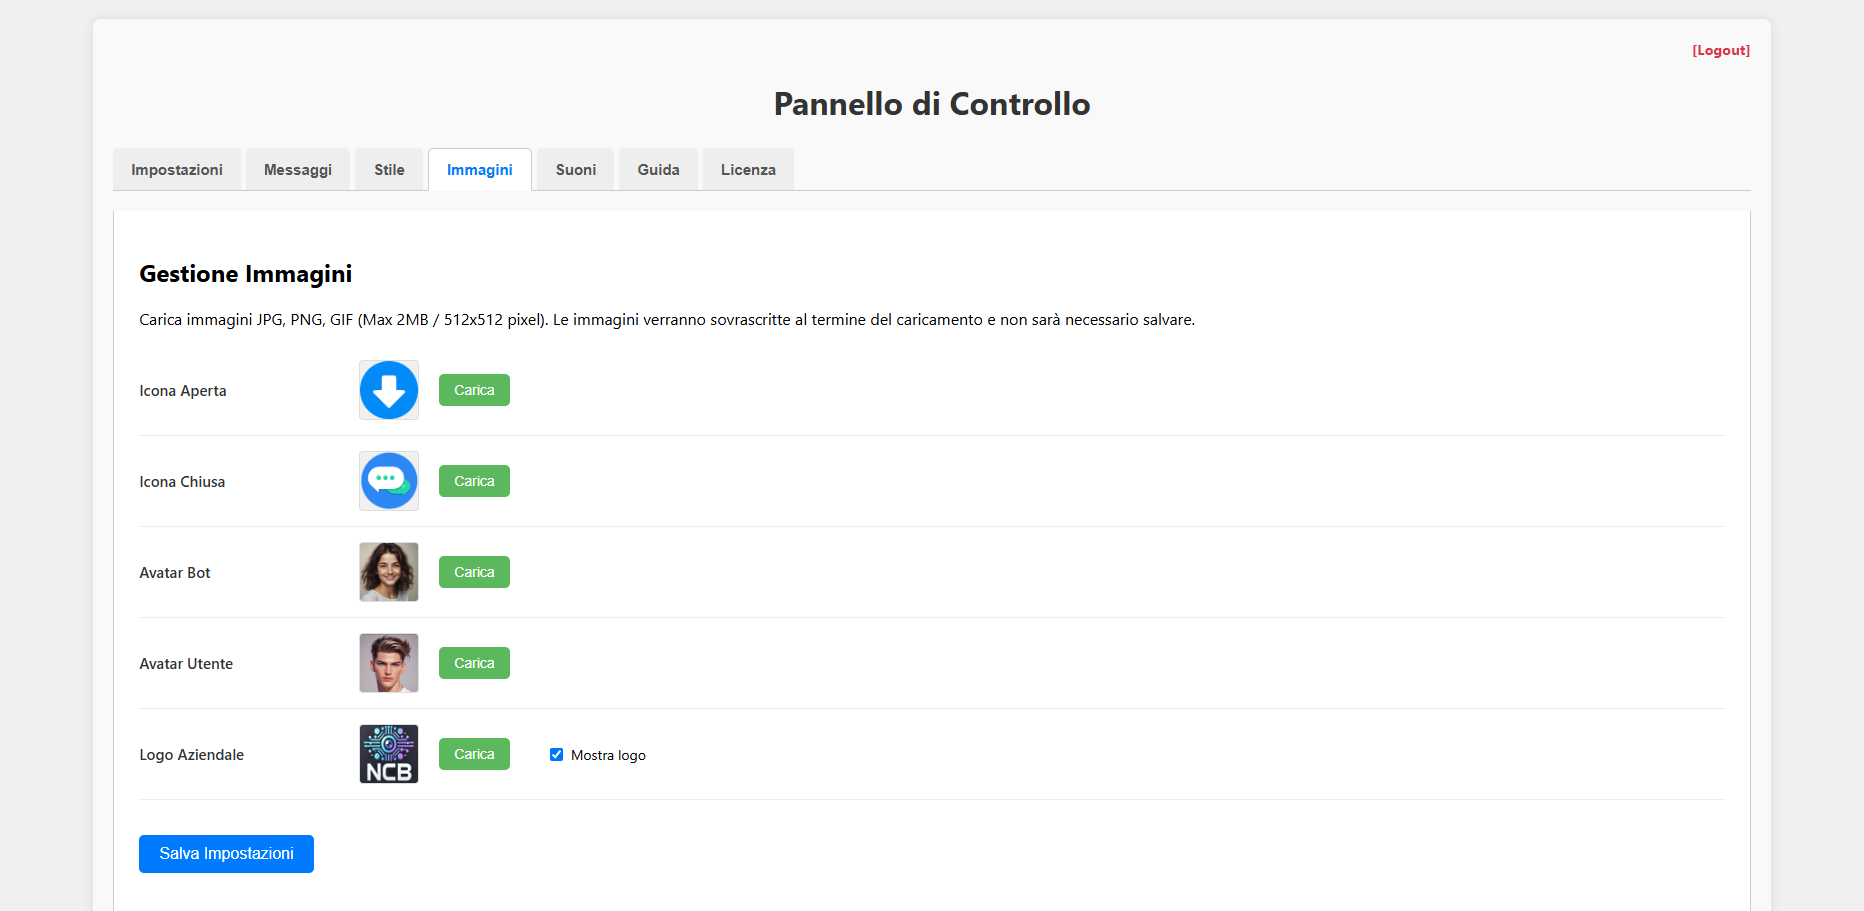 [Logout]
Pannello di Controllo
Impostazioni Messaggi Stile Immagini Suoni Guida Licenza
Gestione Immagini
Carica immagini JPG, PNG, GIF (Max 2MB / 512x512 pixel). Le immagini verranno sovrascritte al termine del caricamento e non sarà necessario salvare.
Icona Aperta Carica
Icona Chiusa Carica
Avatar Bot Carica
Avatar Utente Carica
Logo Aziendale NCB Carica Mostra logo
Salva Impostazioni